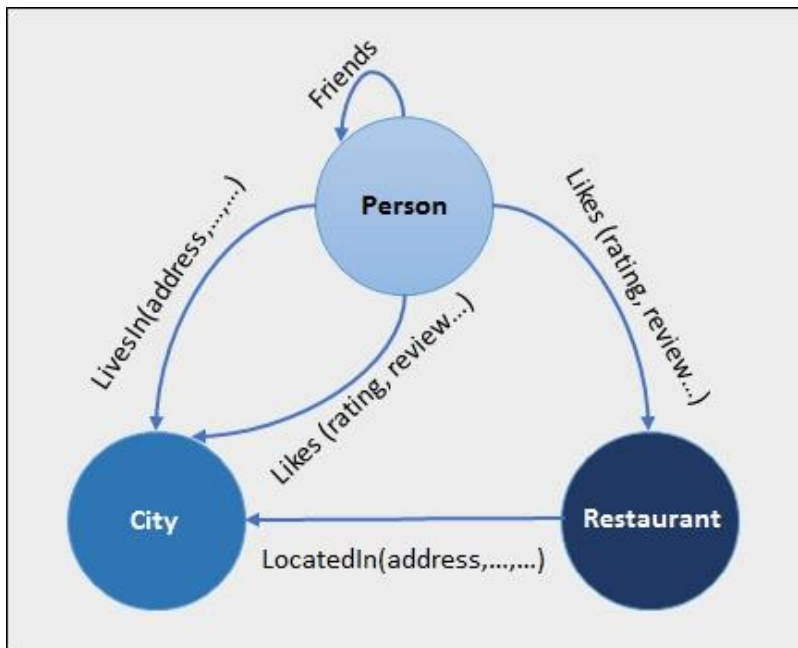 Friends
Person
LivesIn(address,...,...)
Likes (rating, review...)
Likes (rating, review...)
City
Restaurant
LocatedIn(address,...,...)